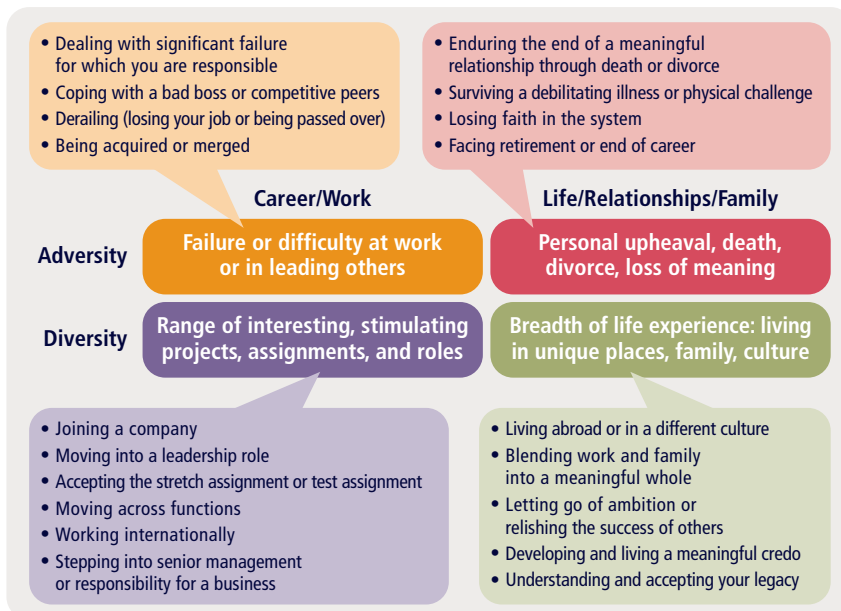 • Dealing with significant failure
for which you are responsible
• Coping with a bad boss or competitive peers
• Derailing (losing your job or being passed over)
• Being acquired or merged
• Enduring the end of a meaningful
relationship through death or divorce
• Surviving a debilitating illness or physical challenge
• Losing faith in the system
• Facing retirement or end of career
Career/Work
Life/Relationships/Family
Adversity
Failure or difficulty at work
or in leading others
Personal upheaval, death,
divorce, loss of meaning
Diversity
Range of interesting, stimulating
projects, assignments, and roles
Breadth of life experience: living
in unique places, family, culture
• Joining a company
• Moving into a leadership role
• Accepting the stretch assignment or test assignment
• Moving across functions
• Working internationally
• Stepping into senior management
or responsibility for a business
• Living abroad or in a different culture
• Blending work and family
into a meaningful whole
• Letting go of ambition or
relishing the success of others
• Developing and living a meaningful credo
• Understanding and accepting your legacy